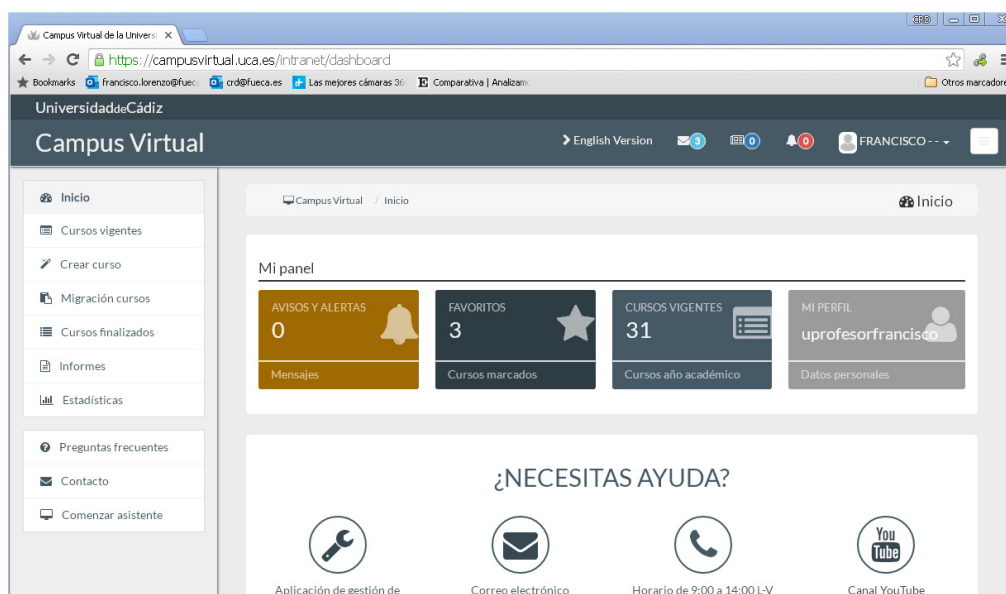 CRD
Campus Virtual de la Universi
https://campusvirtual.uca.es/intranet/dashboard
Bookmarks francisco.lorenzo@fuec crd@fueca.es Las mejores cámaras 36 Comparativa | Analizam Otros marcadore
UniversidaddeCádiz
Campus Virtual
English Version 3 0 0 FRANCISCO - -
Inicio
Cursos vigentes
Crear curso
Migración cursos
Cursos finalizados
Informes
Estadísticas
Preguntas frecuentes
Contacto
Comenzar asistente
Campus Virtual / Inicio
Inicio
Mi panel
AVISOS Y ALERTAS
0
Mensajes
FAVORITOS
3
Cursos marcados
CURSOS VIGENTES
31
Cursos año académico
MI PERFIL
uprofesorfrancisco
Datos personales
¿NECESITAS AYUDA?
You
Tube
Aplicación de gestión de
Correo electrónico
Horario de 9:00 a 14:00 L-V
Canal YouTube